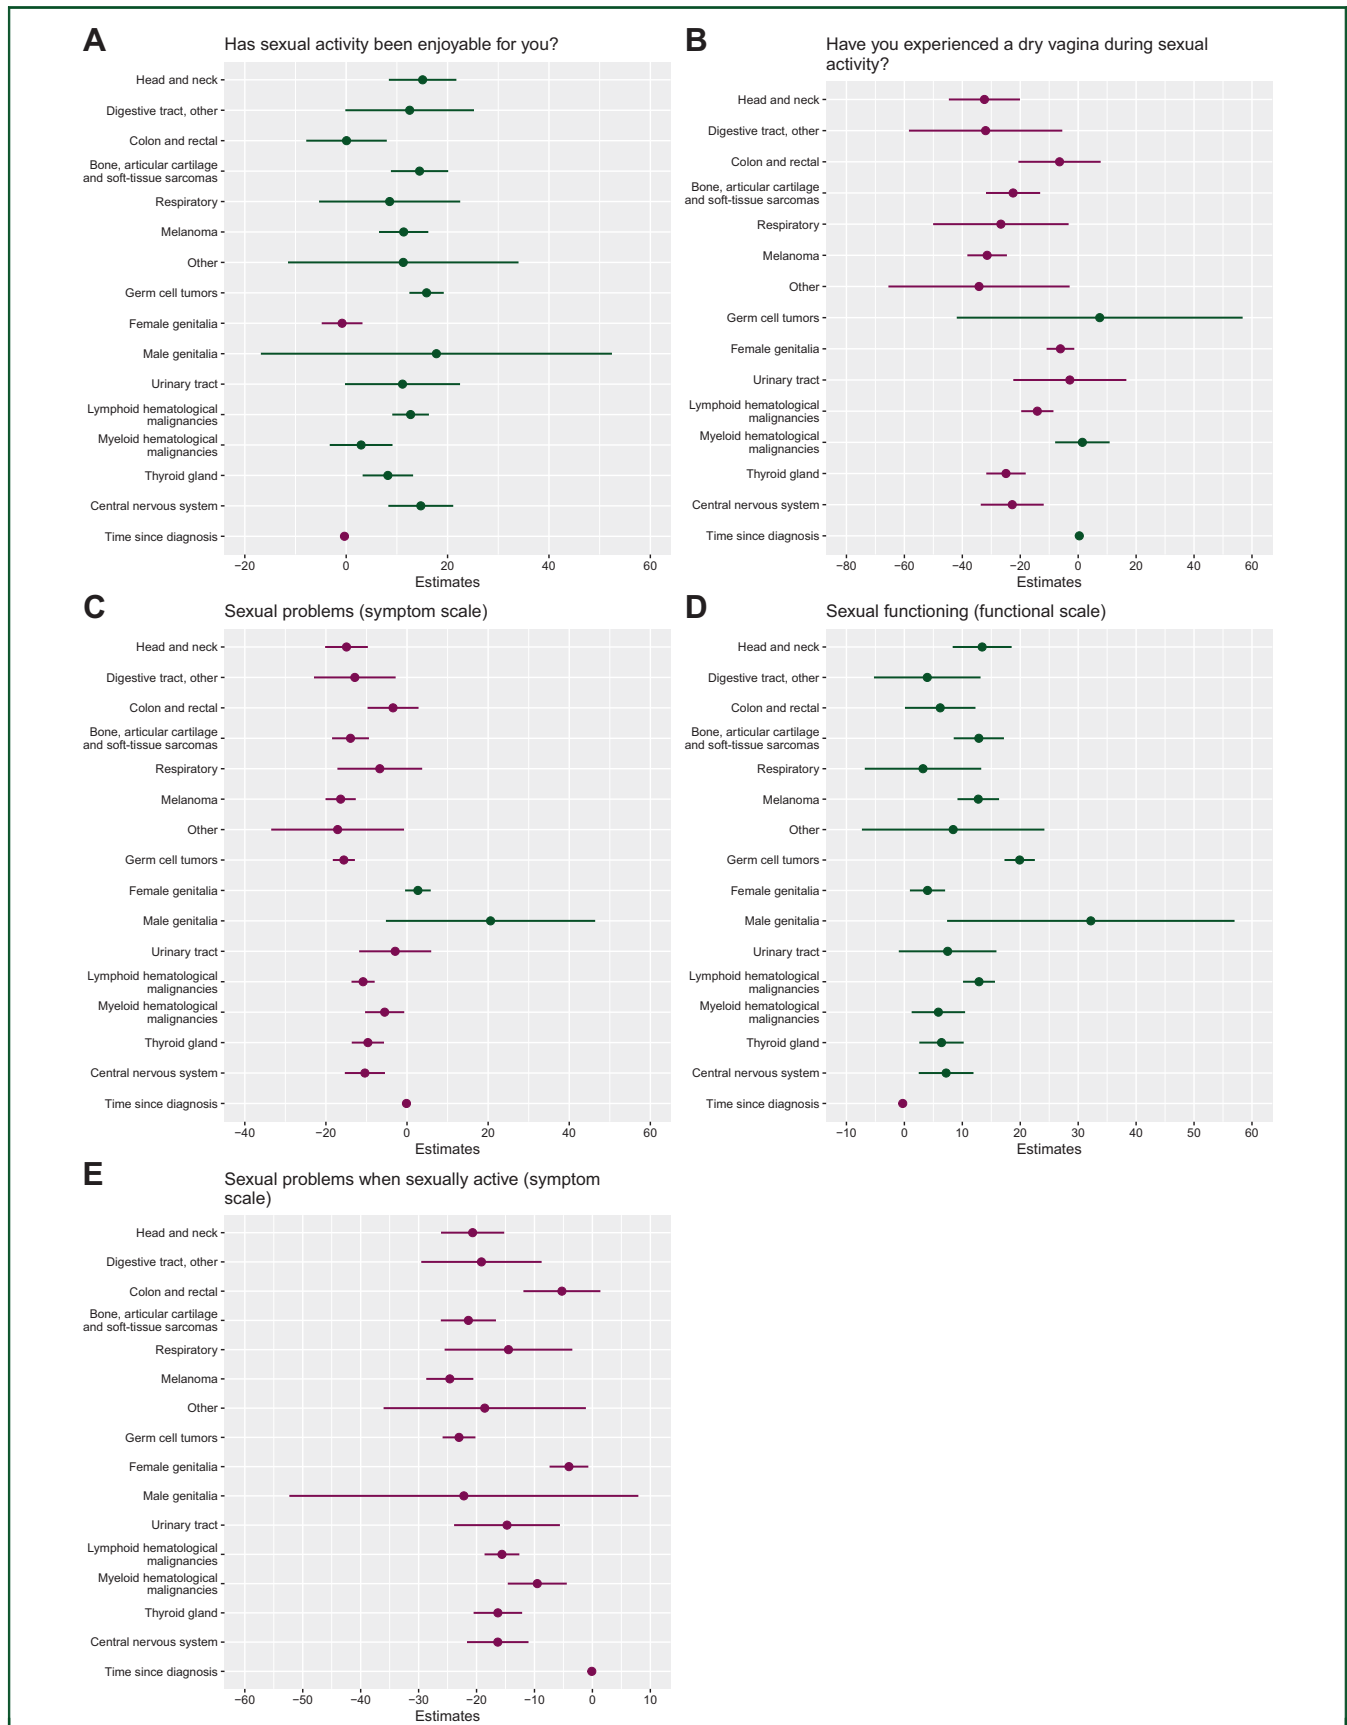 A
Has sexual activity been enjoyable for you?
Head and neck
Digestive tract, other
Colon and rectal
Bone, articular cartilage
and soft-tissue sarcomas
Respiratory
Melanoma
Other
Germ cell tumors
Female genitalia
Male genitalia
Urinary tract
Lymphoid hematological
malignancies
Myeloid hematological
malignancies
Thyroid gland
Central nervous system
Time since diagnosis
−20 0 20 40 60
Estimates
B
Have you experienced a dry vagina during sexual
activity?
Head and neck
Digestive tract, other
Colon and rectal
Bone, articular cartilage
and soft-tissue sarcomas
Respiratory
Melanoma
Other
Germ cell tumors
Female genitalia
Urinary tract
Lymphoid hematological
malignancies
Myeloid hematological
malignancies
Thyroid gland
Central nervous system
Time since diagnosis
−80 −60 −40 −20 0 20 40 60
Estimates
C
Sexual problems (symptom scale)
Head and neck
Digestive tract, other
Colon and rectal
Bone, articular cartilage
and soft-tissue sarcomas
Respiratory
Melanoma
Other
Germ cell tumors
Female genitalia
Male genitalia
Urinary tract
Lymphoid hematological
malignancies
Myeloid hematological
malignancies
Thyroid gland
Central nervous system
Time since diagnosis
−40 −20 0 20 40 60
Estimates
D
Sexual functioning (functional scale)
Head and neck
Digestive tract, other
Colon and rectal
Bone, articular cartilage
and soft-tissue sarcomas
Respiratory
Melanoma
Other
Germ cell tumors
Female genitalia
Male genitalia
Urinary tract
Lymphoid hematological
malignancies
Myeloid hematological
malignancies
Thyroid gland
Central nervous system
Time since diagnosis
−10 0 10 20 30 40 50 60
Estimates
E
Sexual problems when sexually active (symptom
scale)
Head and neck
Digestive tract, other
Colon and rectal
Bone, articular cartilage
and soft-tissue sarcomas
Respiratory
Melanoma
Other
Germ cell tumors
Female genitalia
Male genitalia
Urinary tract
Lymphoid hematological
malignancies
Myeloid hematological
malignancies
Thyroid gland
Central nervous system
Time since diagnosis
−60 −50 −40 −30 −20 −10 0 10
Estimates